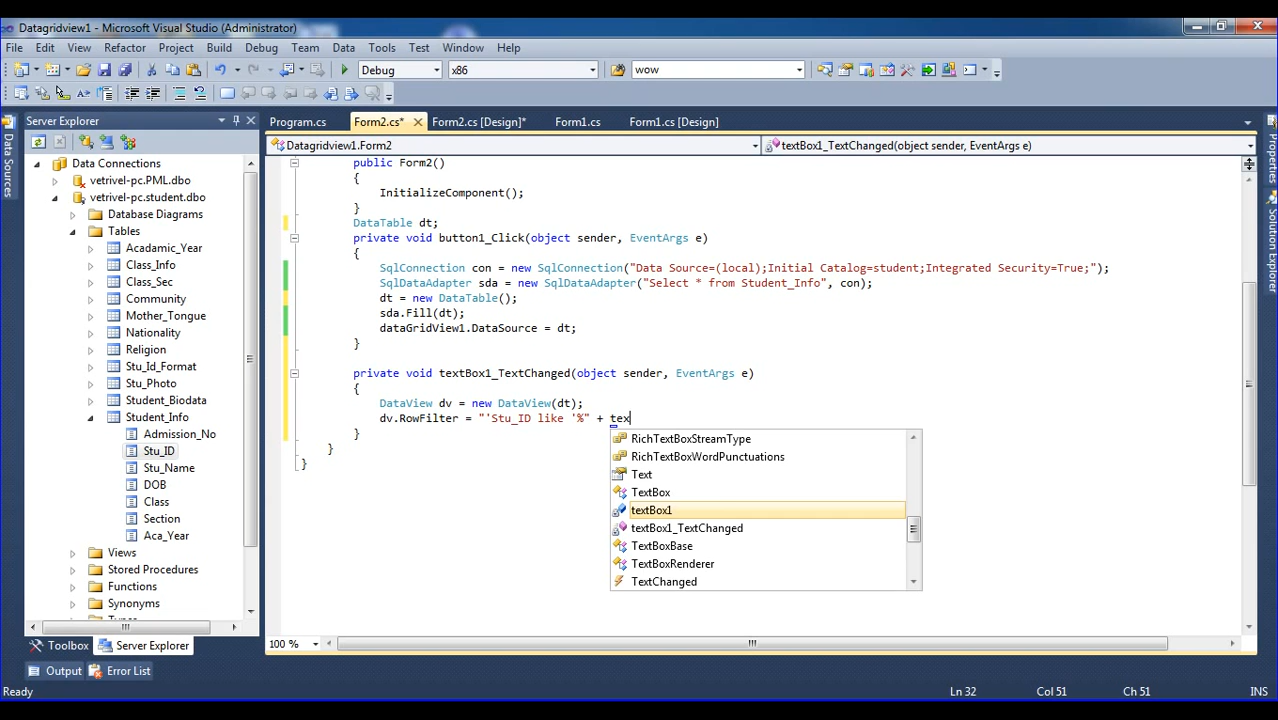 Datagridview1 - Microsoft Visual Studio (Administrator)
File Edit View Refactor Project Build Debug Team Data Tools Test Window Help
Debug x86 wow
Server Explorer
Program.cs Form2.cs* Form2.cs [Design]* Form1.cs Form1.cs [Design]
Datagridview1.Form2 textBox1_TextChanged(object sender, EventArgs e)
Data Sources
Properties
Solution Explorer
Data Connections
vetrivel-pc.PML.dbo
vetrivel-pc.student.dbo
Database Diagrams
Tables
Acadamic_Year
Class_Info
Class_Sec
Community
Mother_Tongue
Nationality
Religion
Stu_Id_Format
Stu_Photo
Student_Biodata
Student_Info
Admission_No
Stu_ID
Stu_Name
DOB
Class
Section
Aca_Year
Views
Stored Procedures
Functions
Synonyms
Types
public Form2()
{
InitializeComponent();
}
DataTable dt;
private void button1_Click(object sender, EventArgs e)
{
SqlConnection con = new SqlConnection("Data Source=(local);Initial Catalog=student;Integrated Security=True;");
SqlDataAdapter sda = new SqlDataAdapter("Select * from Student_Info", con);
dt = new DataTable();
sda.Fill(dt);
dataGridView1.DataSource = dt;
}
private void textBox1_TextChanged(object sender, EventArgs e)
{
DataView dv = new DataView(dt);
dv.RowFilter = "'Stu_ID like '%" + tex
}
}
}
RichTextBoxStreamType
RichTextBoxWordPunctuations
Text
TextBox
textBox1
textBox1_TextChanged
TextBoxBase
TextBoxRenderer
TextChanged
100 %
Toolbox Server Explorer
Output Error List
Ready Ln 32 Col 51 Ch 51 INS